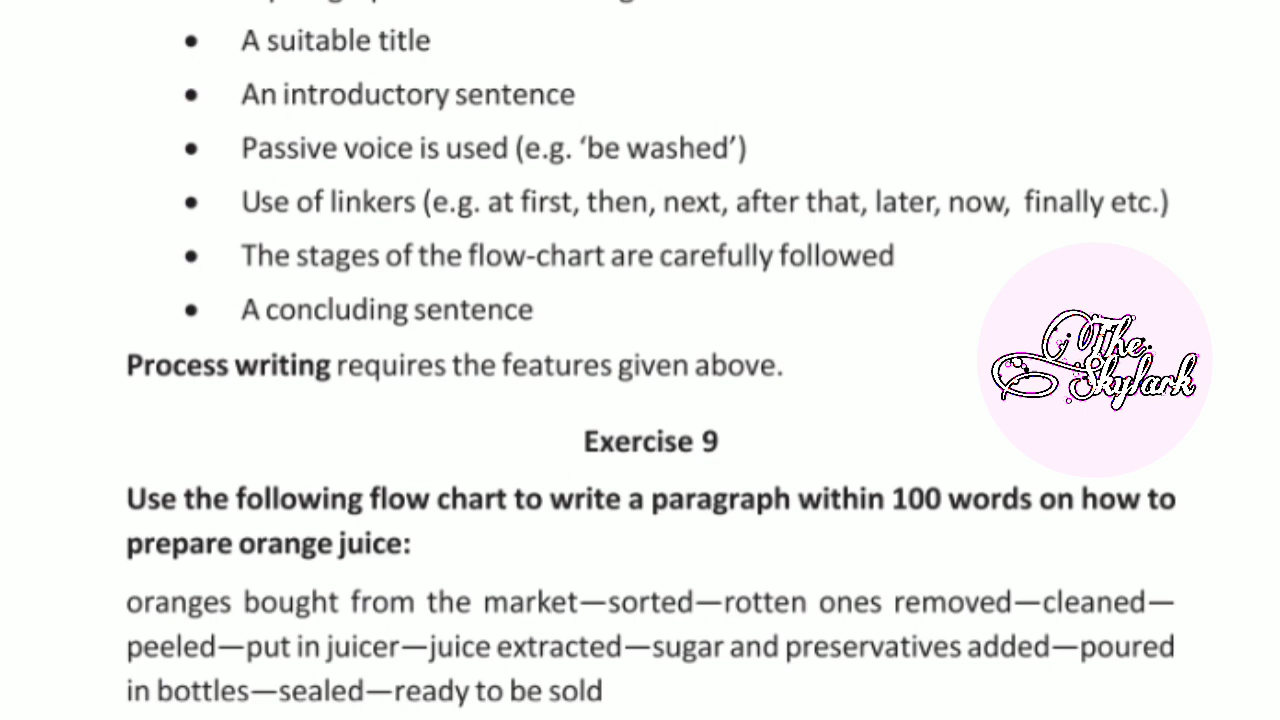 • A suitable title
• An introductory sentence
• Passive voice is used (e.g. ‘be washed’)
• Use of linkers (e.g. at first, then, next, after that, later, now, finally etc.)
• The stages of the flow-chart are carefully followed
• A concluding sentence
Process writing requires the features given above.
The
Skylark
Exercise 9
Use the following flow chart to write a paragraph within 100 words on how to
prepare orange juice:
oranges bought from the market—sorted—rotten ones removed—cleaned—
peeled—put in juicer—juice extracted—sugar and preservatives added—poured
in bottles—sealed—ready to be sold